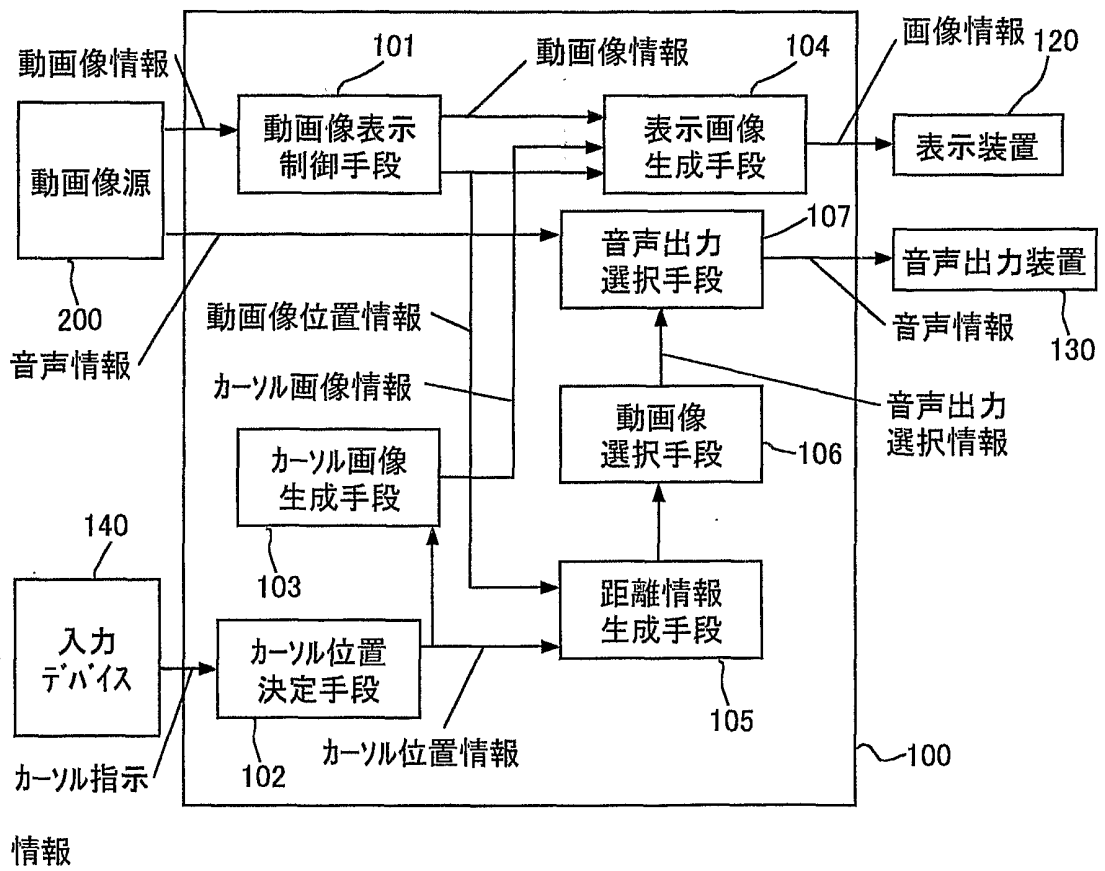 動画像情報
101
動画像情報
104
画像情報
120
動画像源
動画像表示
制御手段
表示画像
生成手段
表示装置
107
音声出力
選択手段
音声出力装置
200
動画像位置情報
音声情報
音声情報
130
カーソル画像情報
音声出力
選択情報
動画像
選択手段
106
カーソル画像
生成手段
140
103
入力
デバイス
距離情報
生成手段
カーソル位置
決定手段
105
カーソル指示
情報
102
カーソル位置情報
100